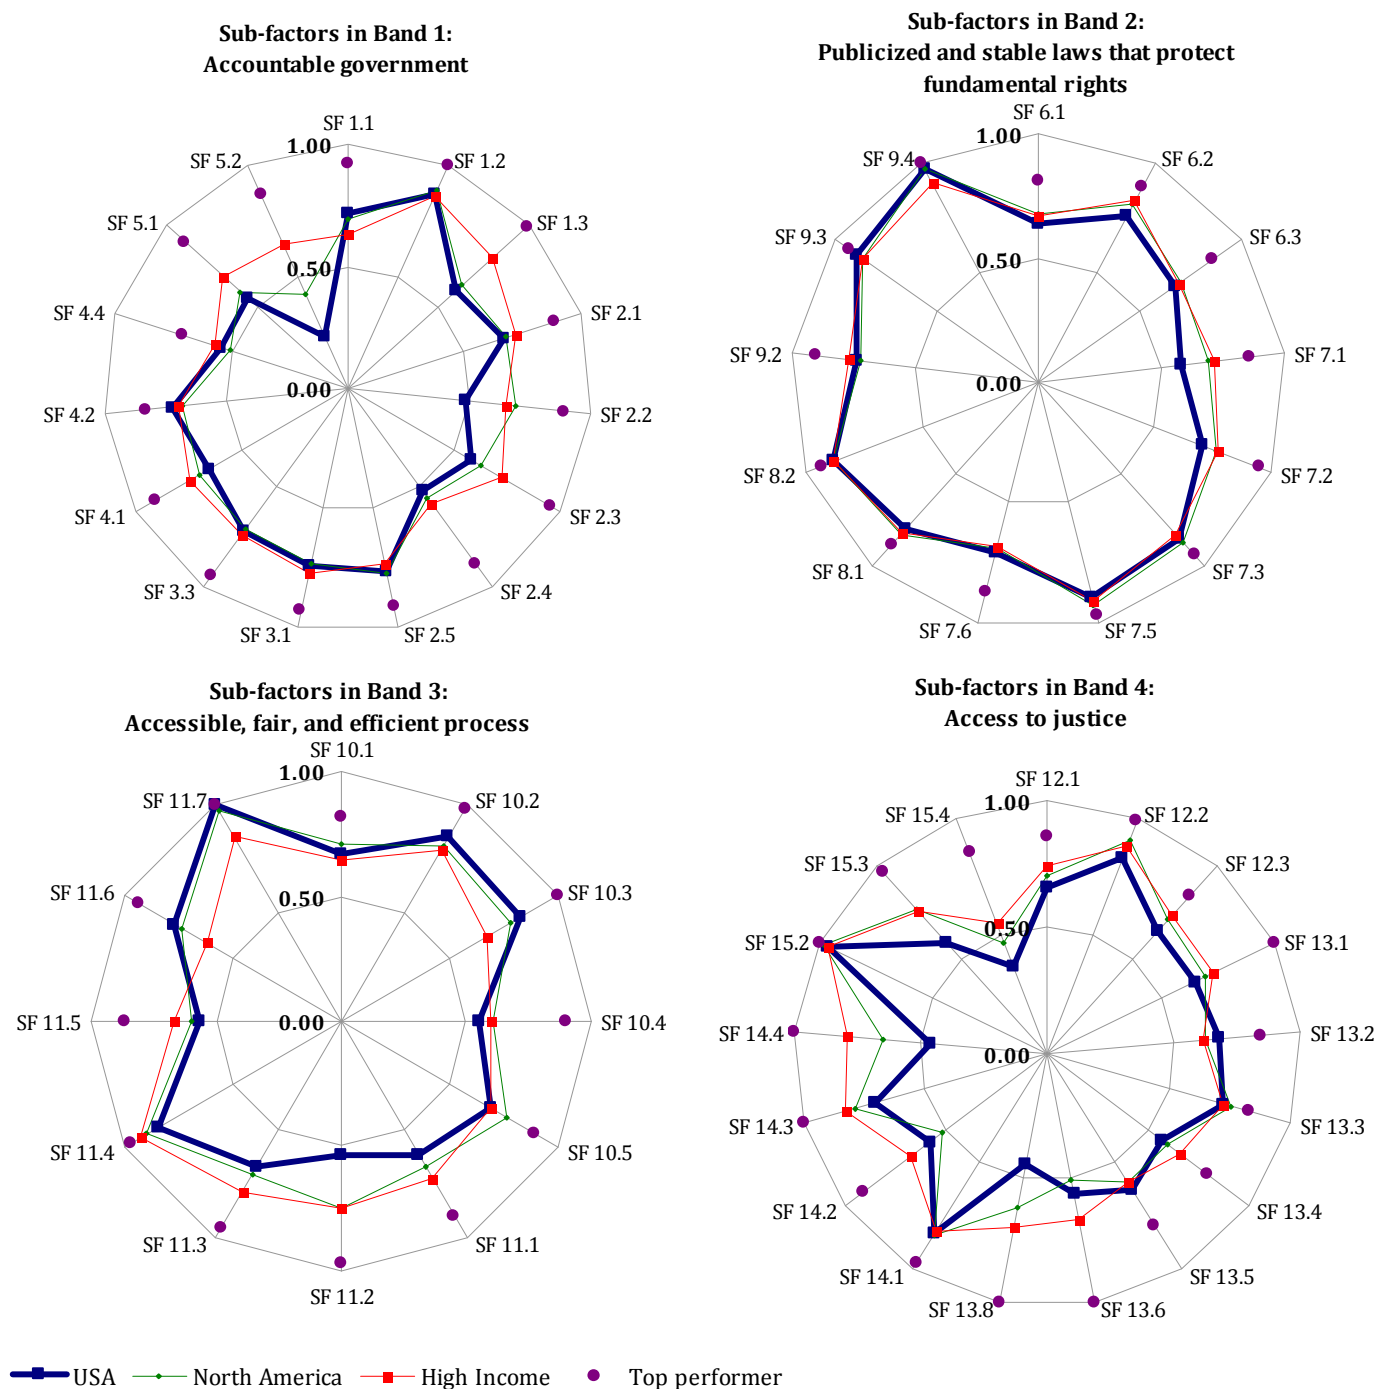 Sub-factors in Band 1:
Accountable government
SF 1.1
1.00
SF 1.2
SF 5.2
SF 1.3
SF 5.1
0.50
SF 4.4
SF 2.1
0.00
SF 4.2
SF 2.2
SF 4.1
SF 2.3
SF 3.3
SF 2.4
SF 3.1
SF 2.5
Sub-factors in Band 2:
Publicized and stable laws that protect
fundamental rights
SF 6.1
1.00
SF 9.4
SF 6.2
SF 9.3
SF 6.3
0.50
SF 9.2
SF 7.1
0.00
SF 8.2
SF 7.2
SF 8.1
SF 7.3
SF 7.6
SF 7.5
Sub-factors in Band 3:
Accessible, fair, and efficient process
SF 10.1
1.00
SF 11.7
SF 10.2
SF 11.6
SF 10.3
0.50
SF 11.5
0.00
SF 10.4
SF 11.4
SF 10.5
SF 11.3
SF 11.1
SF 11.2
Sub-factors in Band 4:
Access to justice
SF 12.1
1.00
SF 15.4
SF 12.2
SF 15.3
SF 12.3
SF 15.2
0.50
SF 13.1
SF 14.4
SF 13.2
0.00
SF 14.3
SF 13.3
SF 14.2
SF 13.4
SF 14.1
SF 13.5
SF 13.8
SF 13.6
USA North America High Income Top performer